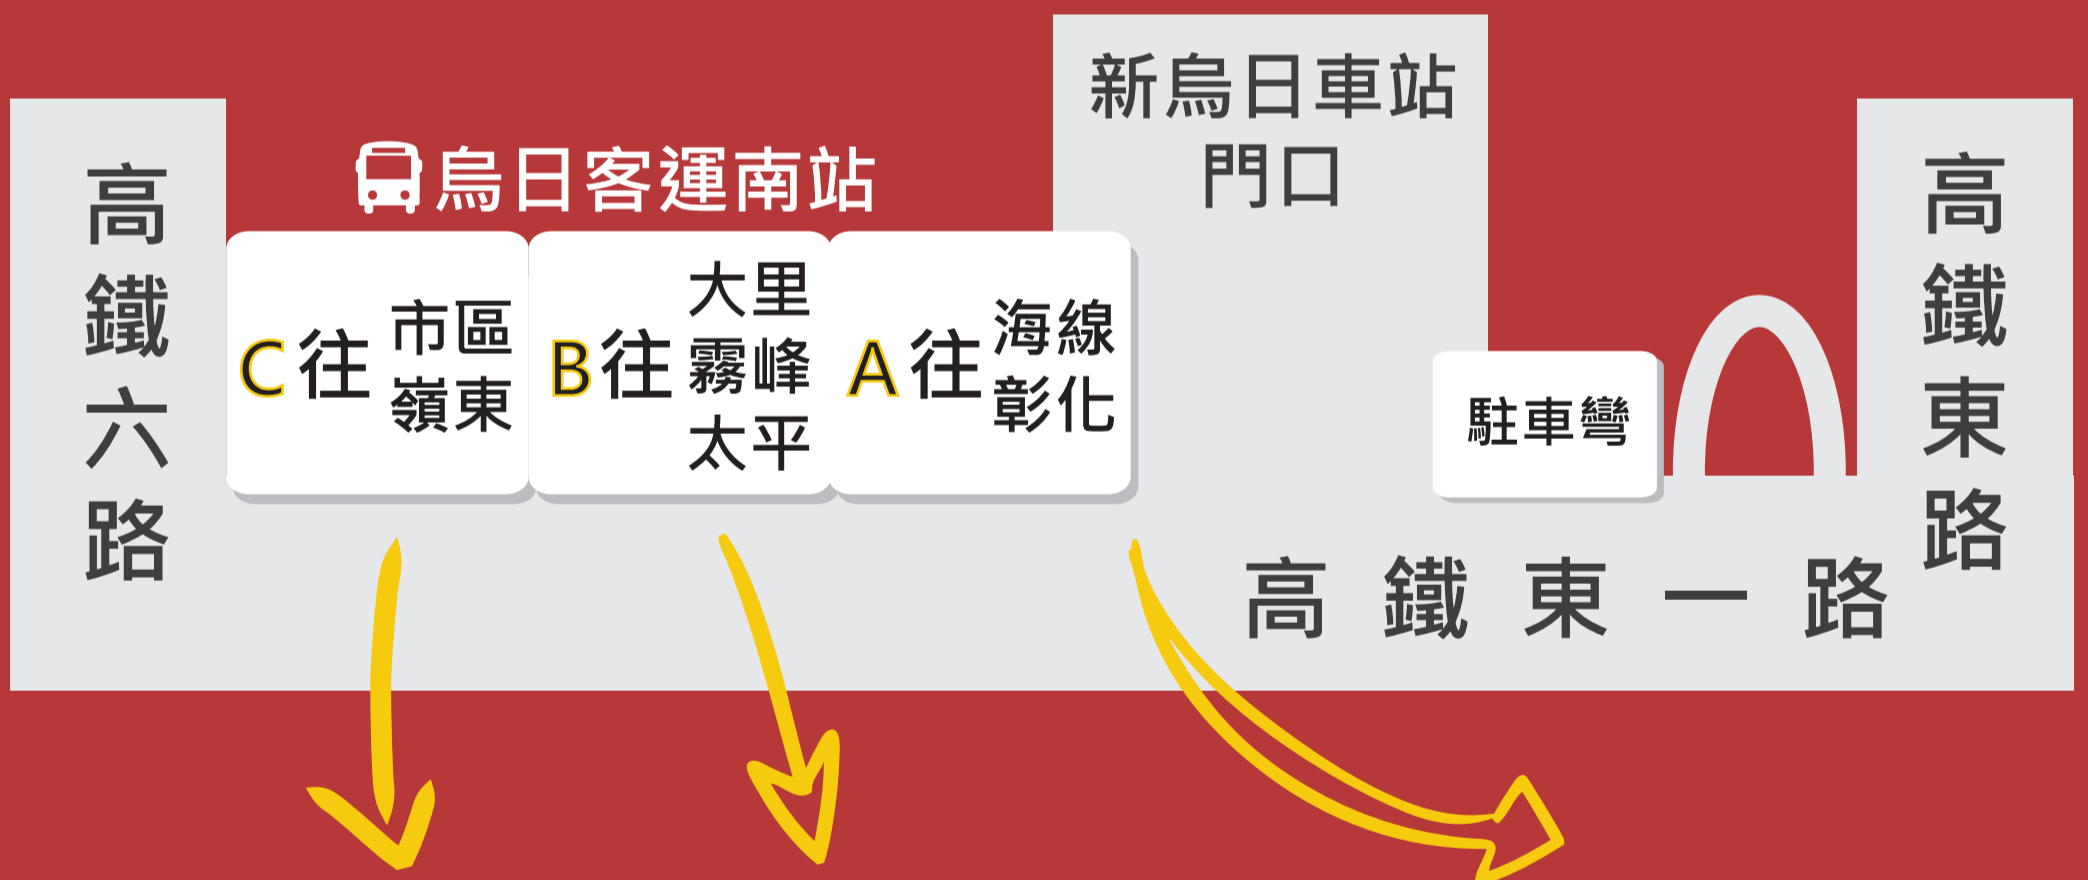 新烏日車站
門口
烏日客運南站
高鐵六路
C往
市區
嶺東
B往
大里
霧峰
太平
A往
海線
彰化
駐車彎
高鐵東一路
高鐵東路